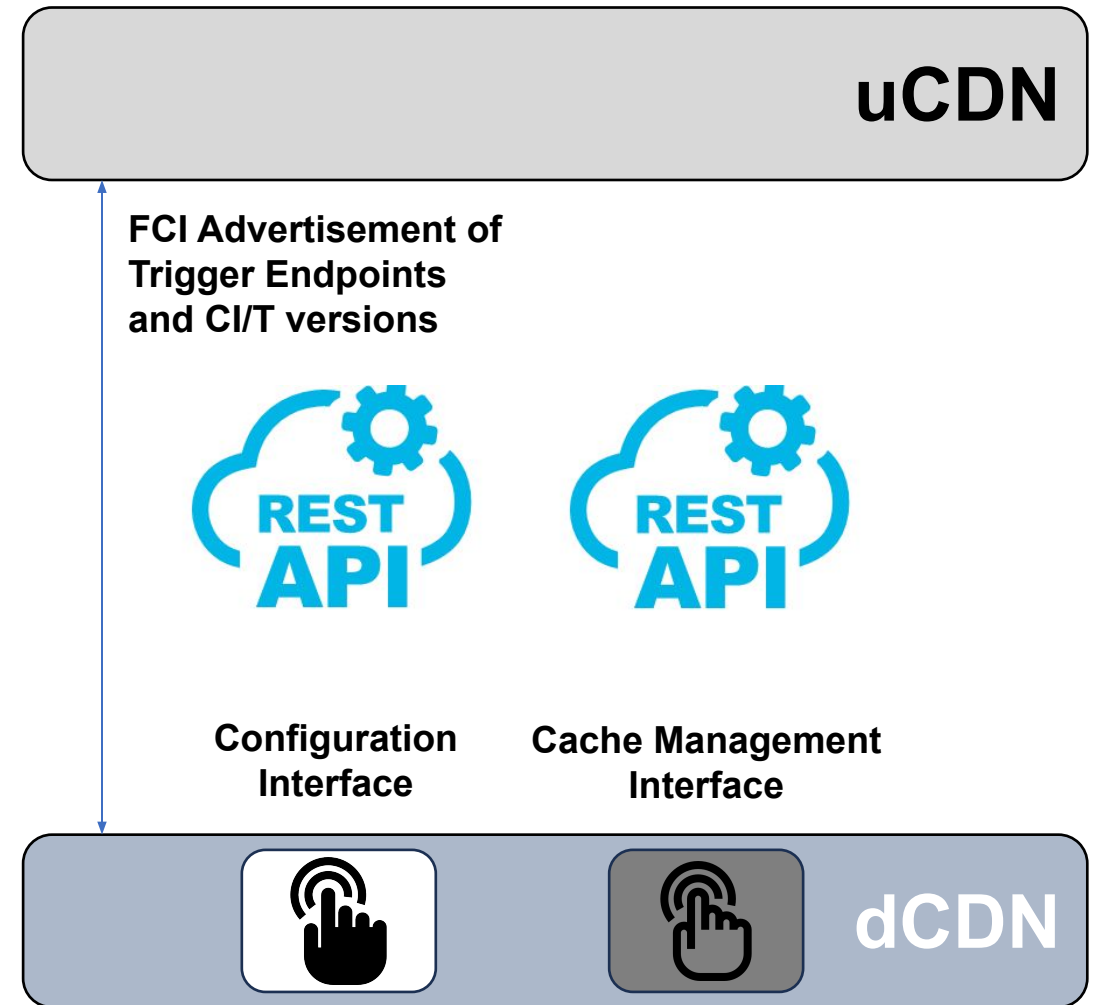 uCDN
FCI Advertisement of
Trigger Endpoints
and CI/T versions
REST
API
REST
API
Configuration
Interface
Cache Management
Interface
dCDN